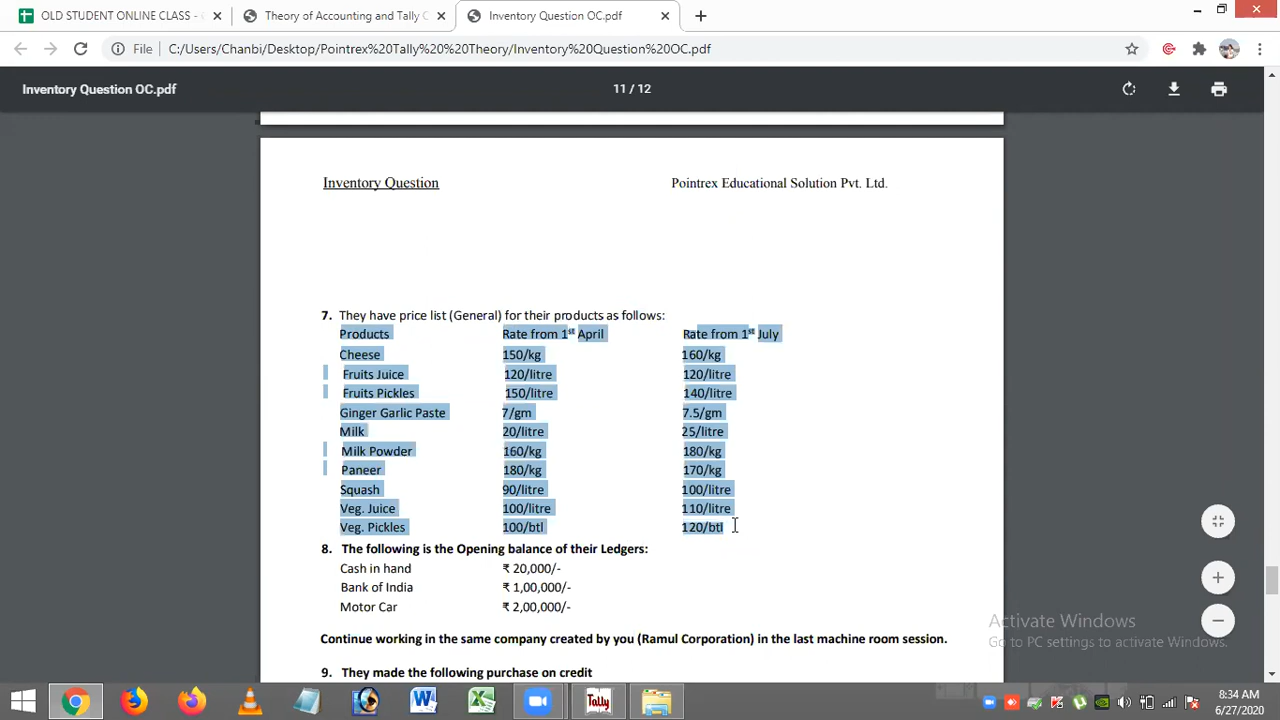 OLD STUDENT ONLINE CLASS -
Theory of Accounting and Tally C
Inventory Question OC.pdf
File C:/Users/Chanbi/Desktop/Pointrex%20Tally%20%20Theory/Inventory%20Question%20OC.pdf
Inventory Question OC.pdf 11 / 12
Inventory Question Pointrex Educational Solution Pvt. Ltd.
7. They have price list (General) for their products as follows:
Products Rate from 1st April Rate from 1st July
Cheese 150/kg 160/kg
Fruits Juice 120/litre 120/litre
Fruits Pickles 150/litre 140/litre
Ginger Garlic Paste 7/gm 7.5/gm
Milk 20/litre 25/litre
Milk Powder 160/kg 180/kg
Paneer 180/kg 170/kg
Squash 90/litre 100/litre
Veg. Juice 100/litre 110/litre
Veg. Pickles 100/btl 120/btl
8. The following is the Opening balance of their Ledgers:
Cash in hand ₹ 20,000/-
Bank of India ₹ 1,00,000/-
Motor Car ₹ 2,00,000/-
Continue working in the same company created by you (Ramul Corporation) in the last machine room session.
9. They made the following purchase on credit
Activate Windows
Go to PC settings to activate Windows.
Tally
8:34 AM
6/27/2020